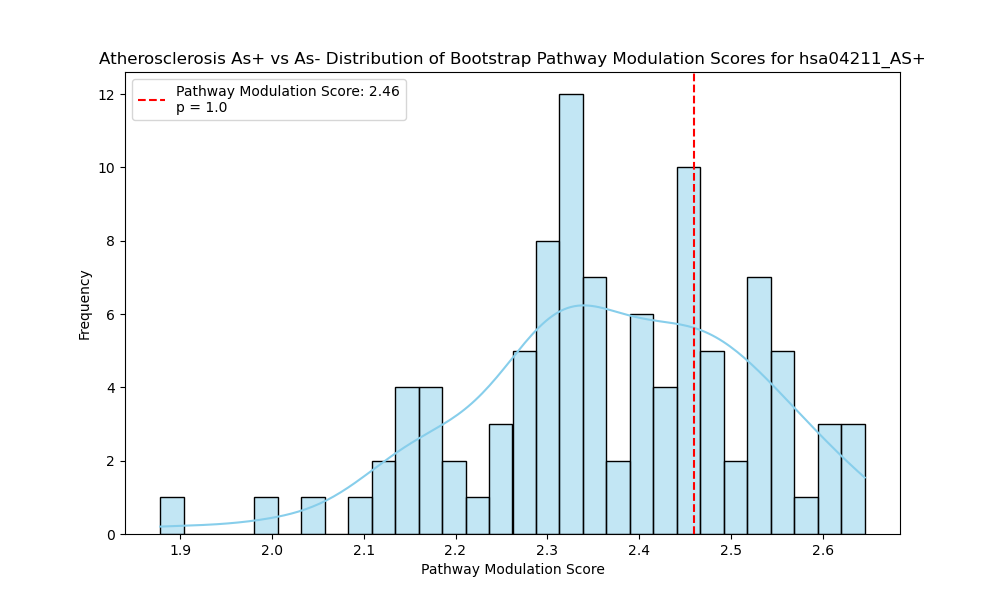 Atherosclerosis As+ vs As- Distribution of Bootstrap Pathway Modulation Scores for hsa04211_AS+
Pathway Modulation Score: 2.46
p = 1.0
12
10
8
6
4
2
0
Frequency
1.9 2.0 2.1 2.2 2.3 2.4 2.5 2.6
Pathway Modulation Score